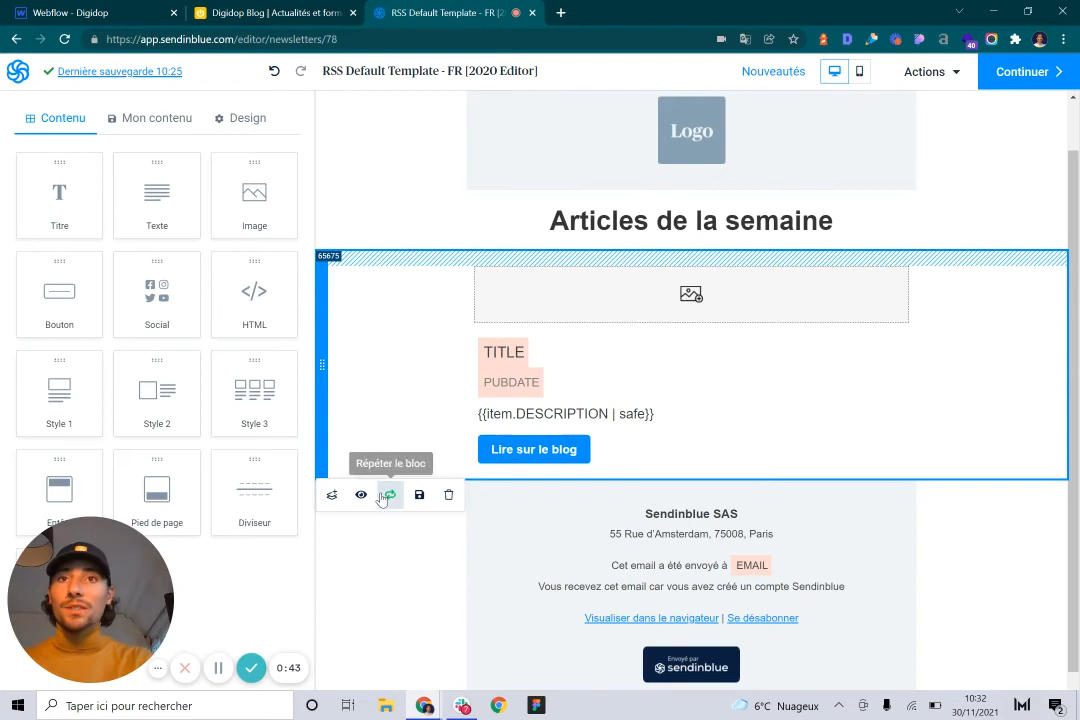 Webflow - Digidop
Digidop Blog | Actualités et form
RSS Default Template - FR [2
https://app.sendinblue.com/editor/newsletters/78
40
Dernière sauvegarde 10:25
RSS Default Template - FR [2020 Editor]
Nouveautés
Actions
Continuer
Contenu
Mon contenu
Design
Titre
Texte
Image
Bouton
Social
HTML
Style 1
Style 2
Style 3
Pied de page
Diviseur
Logo
Articles de la semaine
65675
TITLE
PUBDATE
{{item.DESCRIPTION | safe}}
Lire sur le blog
Répéter le bloc
Sendinblue SAS
55 Rue d'Amsterdam, 75008, Paris
Cet email a été envoyé à EMAIL
Vous recevez cet email car vous avez créé un compte Sendinblue
Visualiser dans le navigateur | Se désabonner
Envoyé par
sendinblue
0:43
Taper ici pour rechercher
6°C Nuageux
10:32
30/11/2021
2